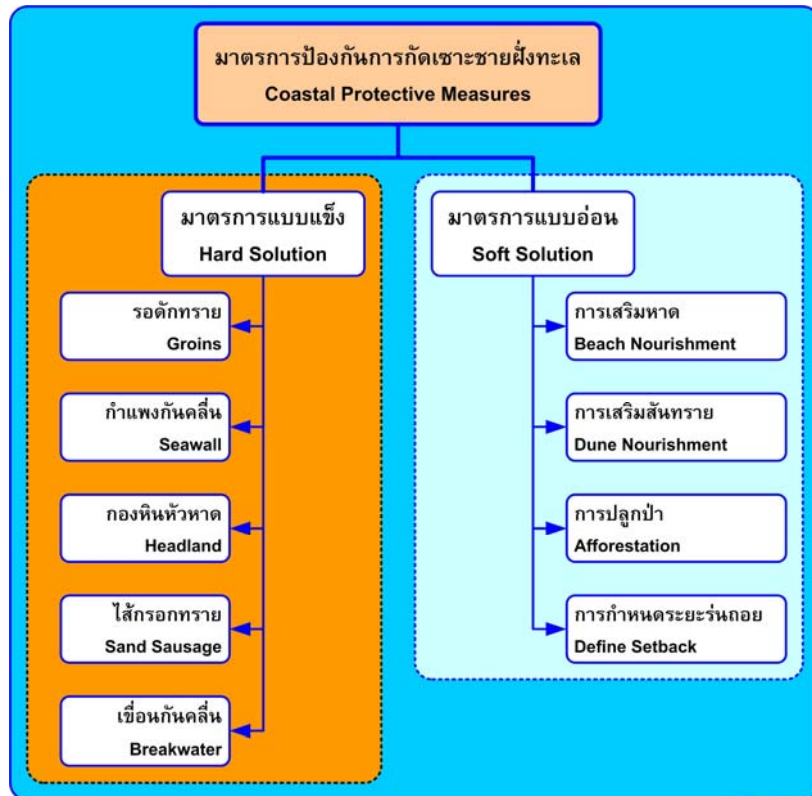 มาตรการป้องกันการกัดเซาะชายฝั่งทะเล
Coastal Protective Measures
มาตรการแบบแข็ง
Hard Solution
รอดักทราย
Groins
กำแพงกันคลื่น
Seawall
กองหินหัวหาด
Headland
ไส้กรอกทราย
Sand Sausage
เขื่อนกันคลื่น
Breakwater
มาตรการแบบอ่อน
Soft Solution
การเสริมหาด
Beach Nourishment
การเสริมสันทราย
Dune Nourishment
การปลูกป่า
Afforestation
การกำหนดระยะร่นถอย
Define Setback